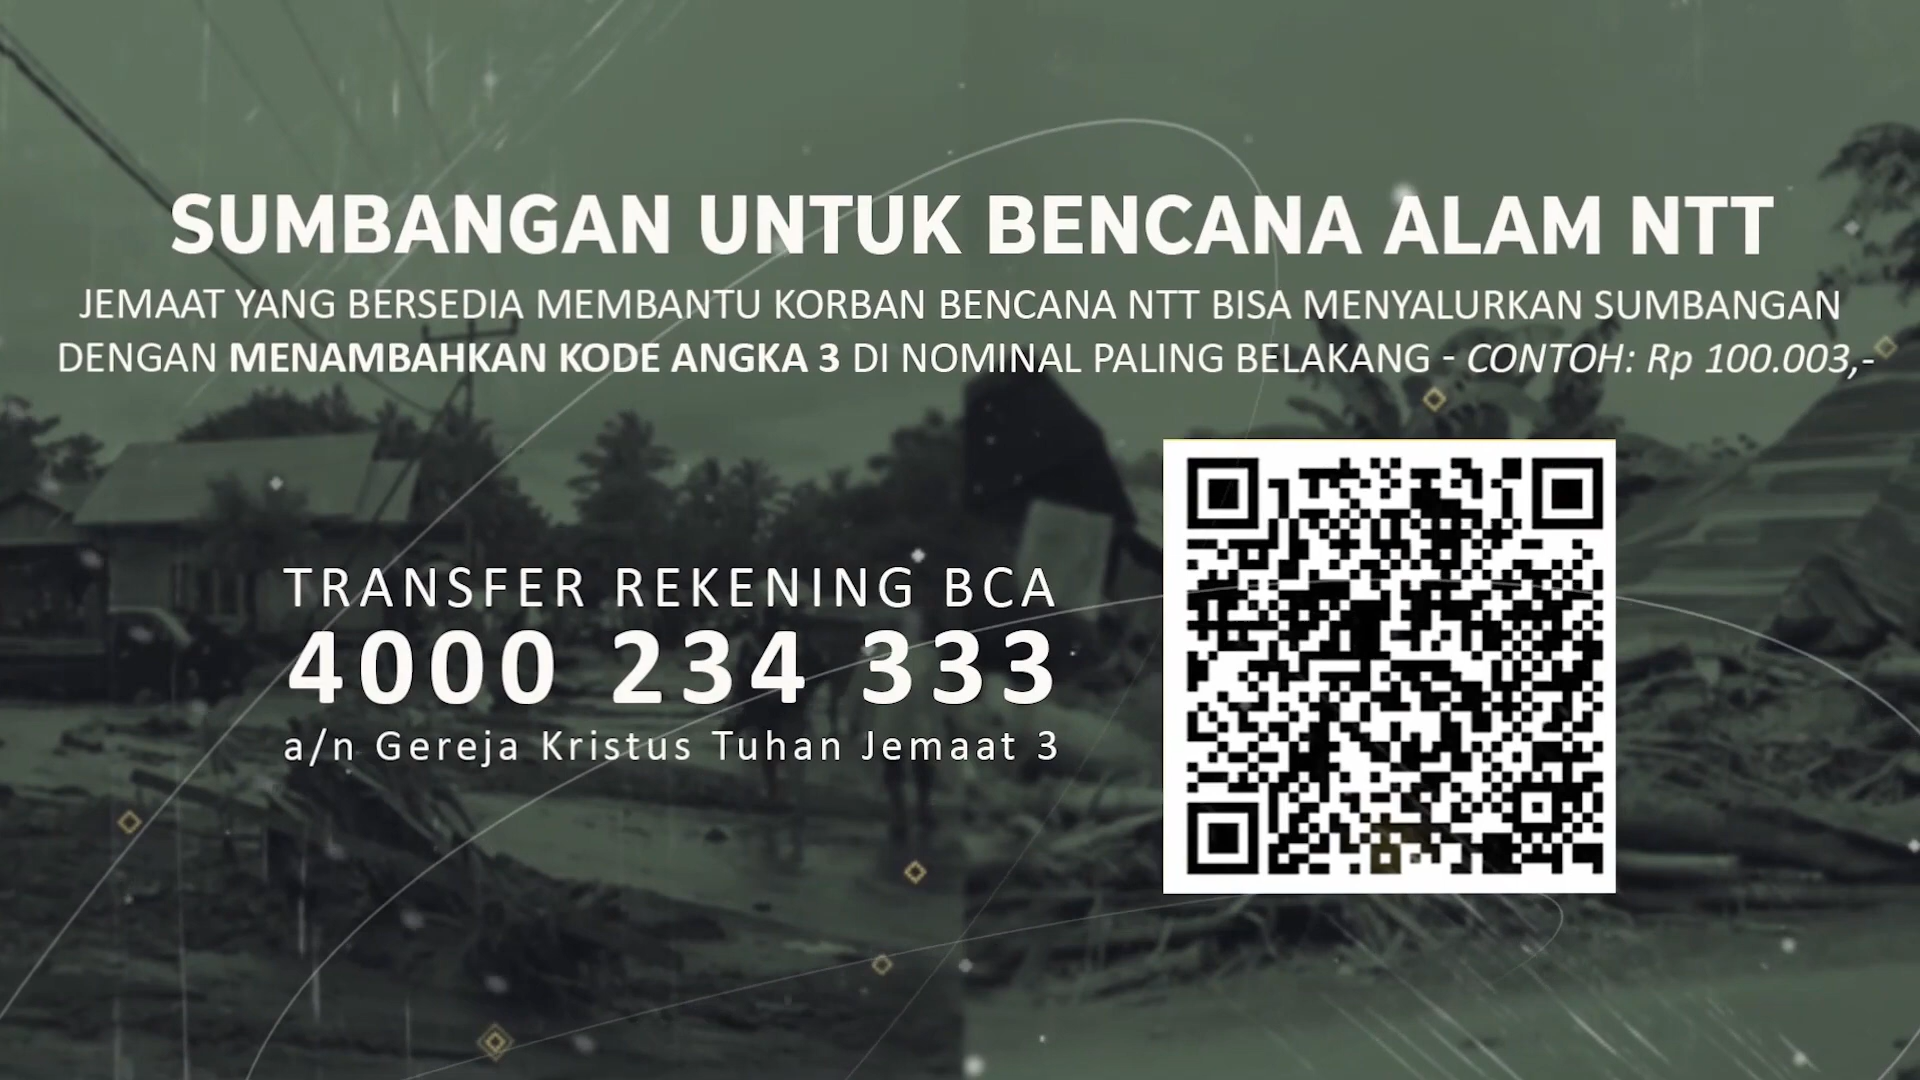 SUMBANGAN UNTUK BENCANA ALAM NTT
JEMAAT YANG BERSEDIA MEMBANTU KORBAN BENCANA NTT BISA MENYALURKAN SUMBANGAN
DENGAN MENAMBAHKAN KODE ANGKA 3 DI NOMINAL PALING BELAKANG - CONTOH: Rp 100.003,-
TRANSFER REKENING BCA
4000 234 333
a/n Gereja Kristus Tuhan Jemaat 3